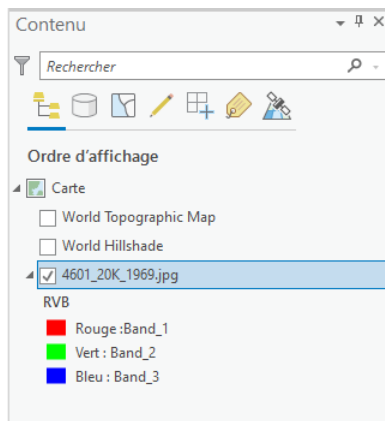 Contenu
Rechercher
Ordre d'affichage
Carte
World Topographic Map
World Hillshade
4601_20K_1969.jpg
RVB
Rouge :Band_1
Vert : Band_2
Bleu : Band_3